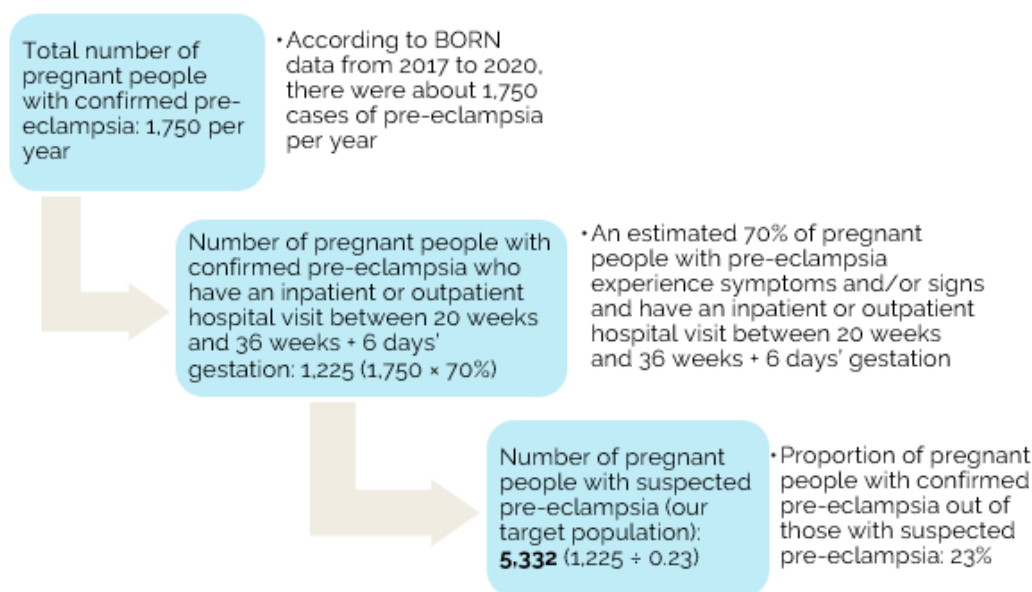 Total number of
pregnant people
with confirmed pre-
eclampsia: 1,750 per
year
•According to BORN
data from 2017 to 2020,
there were about 1,750
cases of pre-eclampsia
per year
Number of pregnant people with
confirmed pre-eclampsia who
have an inpatient or outpatient
hospital visit between 20 weeks
and 36 weeks + 6 days'
gestation: 1,225 (1,750 × 70%)
•An estimated 70% of pregnant
people with pre-eclampsia
experience symptoms and/or signs
and have an inpatient or outpatient
hospital visit between 20 weeks
and 36 weeks + 6 days' gestation
Number of pregnant
people with suspected
pre-eclampsia (our
target population):
5,332 (1,225 ÷ 0.23)
•Proportion of pregnant
people with confirmed
pre-eclampsia out of
those with suspected
pre-eclampsia: 23%